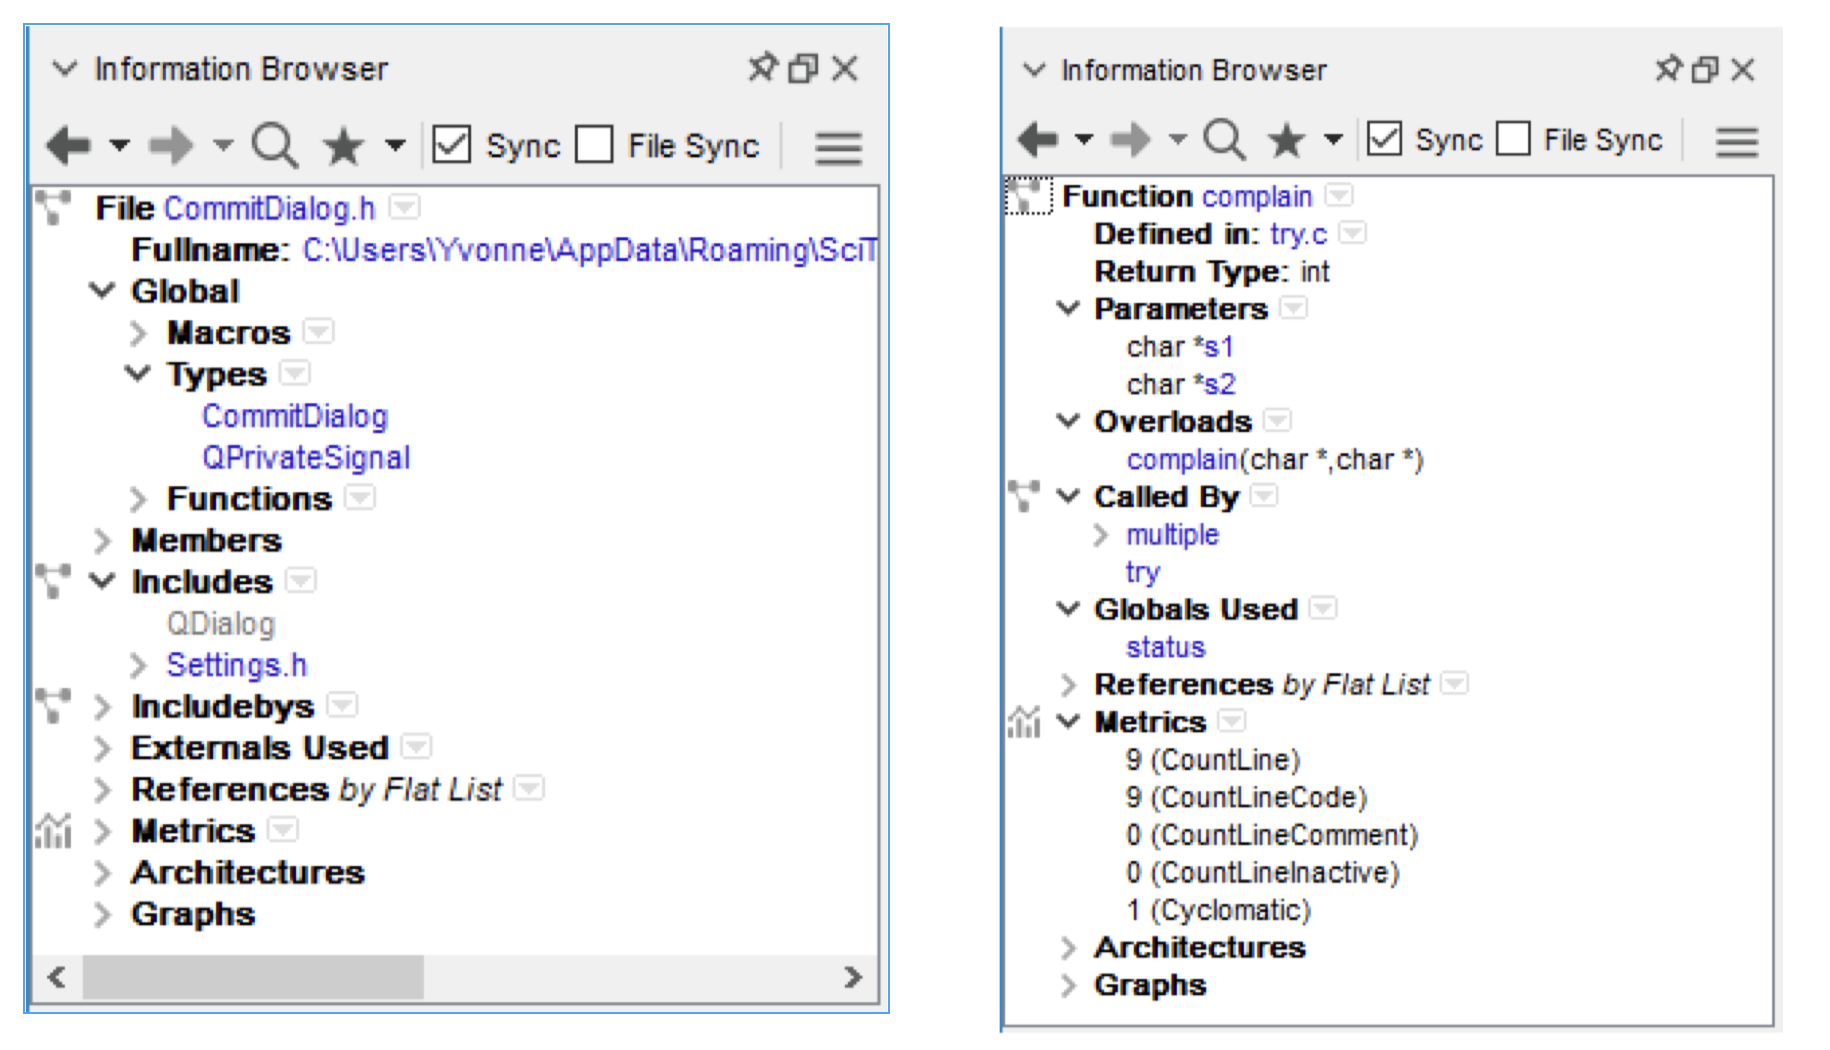 Information Browser
Sync File Sync
File CommitDialog.h
Fullname: C:\Users\Yvonne\AppData\Roaming\SciT
Global
Macros
Types
CommitDialog
QPrivateSignal
Functions
Members
Includes
QDialog
Settings.h
Includebys
Externals Used
References by Flat List
Metrics
Architectures
Graphs
Information Browser
Sync File Sync
Function complain
Defined in: try.c
Return Type: int
Parameters
char *s1
char *s2
Overloads
complain(char *,char *)
Called By
multiple
try
Globals Used
status
References by Flat List
Metrics
9 (CountLine)
9 (CountLineCode)
0 (CountLineComment)
0 (CountLineInactive)
1 (Cyclomatic)
Architectures
Graphs